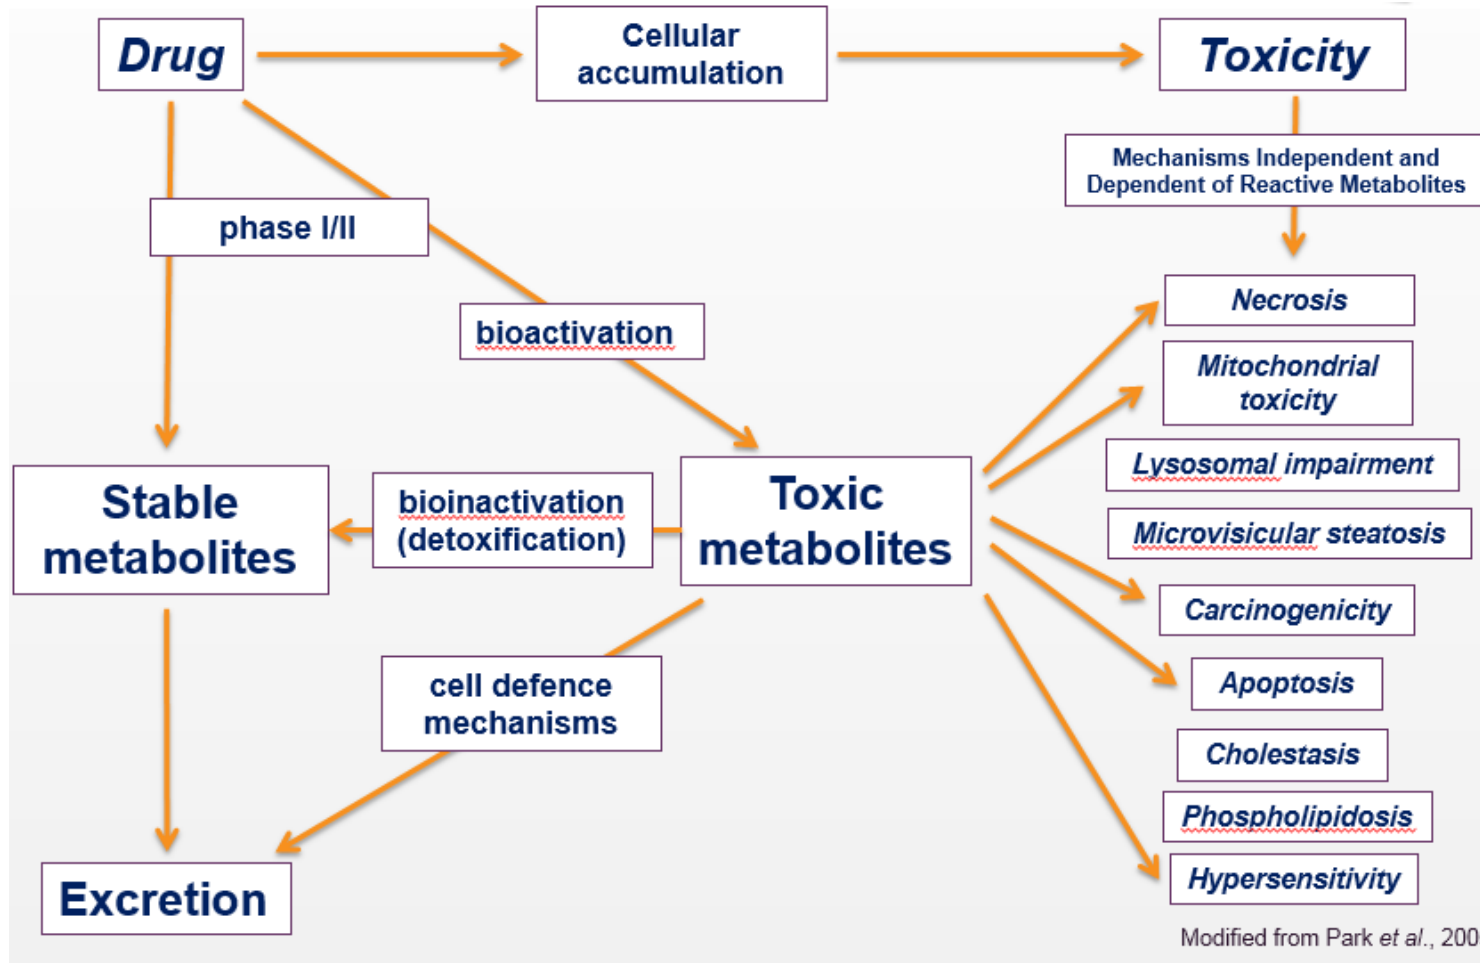 Drug
Cellular
accumulation
Toxicity
Mechanisms Independent and
Dependent of Reactive Metabolites
phase I/II
bioactivation
Necrosis
Mitochondrial
toxicity
Lysosomal impairment
Microvisicular steatosis
Stable
metabolites
bioinactivation
(detoxification)
Toxic
metabolites
Carcinogenicity
cell defence
mechanisms
Apoptosis
Cholestasis
Phospholipidosis
Excretion
Hypersensitivity
Modified from Park et al., 200